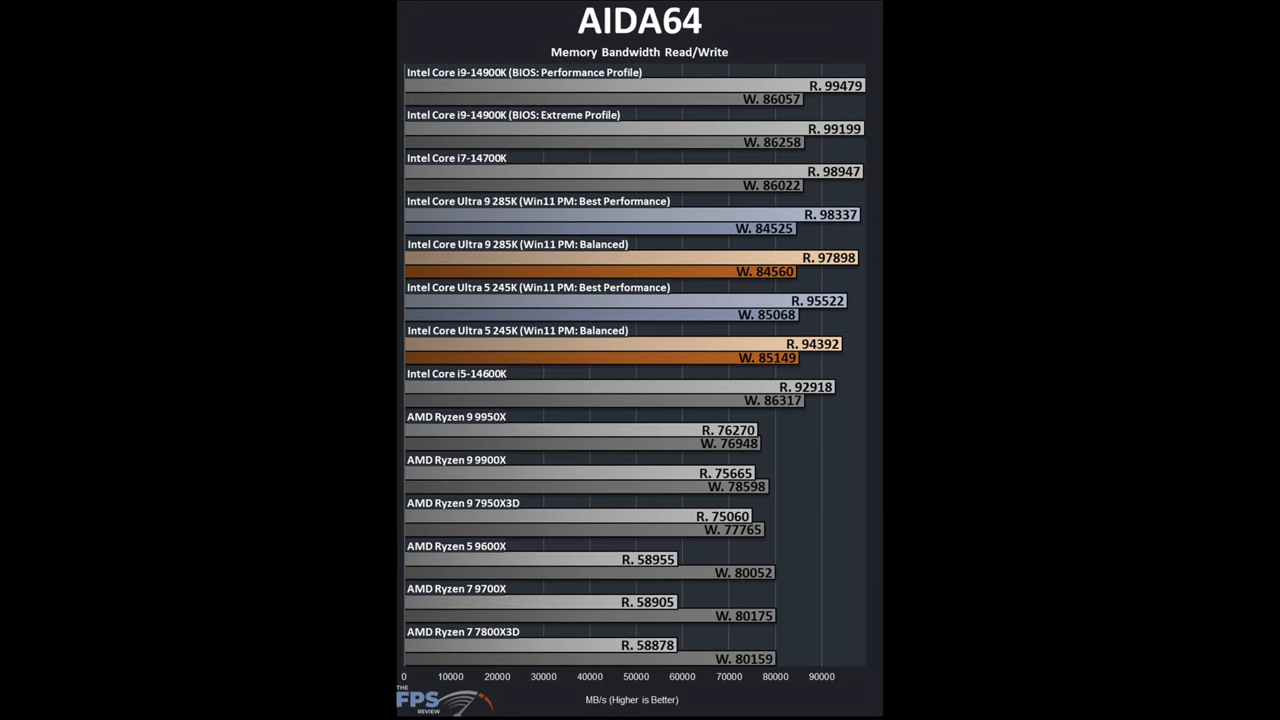 AIDA64
Memory Bandwidth Read/Write
Intel Core i9-14900K (BIOS: Performance Profile)
R. 99479
W. 86057
Intel Core i9-14900K (BIOS: Extreme Profile)
R. 99199
W. 86258
Intel Core i7-14700K
R. 98947
W. 86022
Intel Core Ultra 9 285K (Win11 PM: Best Performance)
R. 98337
W. 84525
Intel Core Ultra 9 285K (Win11 PM: Balanced)
R. 97898
W. 84560
Intel Core Ultra 5 245K (Win11 PM: Best Performance)
R. 95522
W. 85068
Intel Core Ultra 5 245K (Win11 PM: Balanced)
R. 94392
W. 85149
Intel Core i5-14600K
R. 92918
W. 86317
AMD Ryzen 9 9950X
R. 76270
W. 76948
AMD Ryzen 9 9900X
R. 75665
W. 78598
AMD Ryzen 9 7950X3D
R. 75060
W. 77765
AMD Ryzen 5 9600X
R. 58955
W. 80052
AMD Ryzen 7 9700X
R. 58905
W. 80175
AMD Ryzen 7 7800X3D
R. 58878
W. 80159
0 10000 20000 30000 40000 50000 60000 70000 80000 90000
MB/s (Higher is Better)
THE
FPS
REVIEW